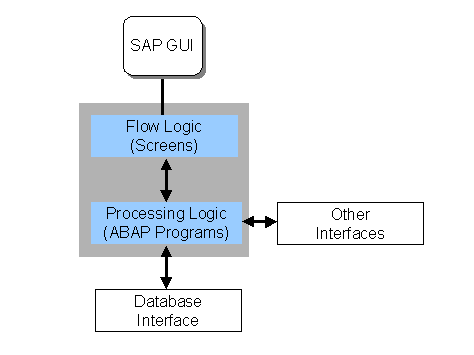 SAP GUI
Flow Logic
(Screens)
Processing Logic
(ABAP Programs)
Other
Interfaces
Database
Interface